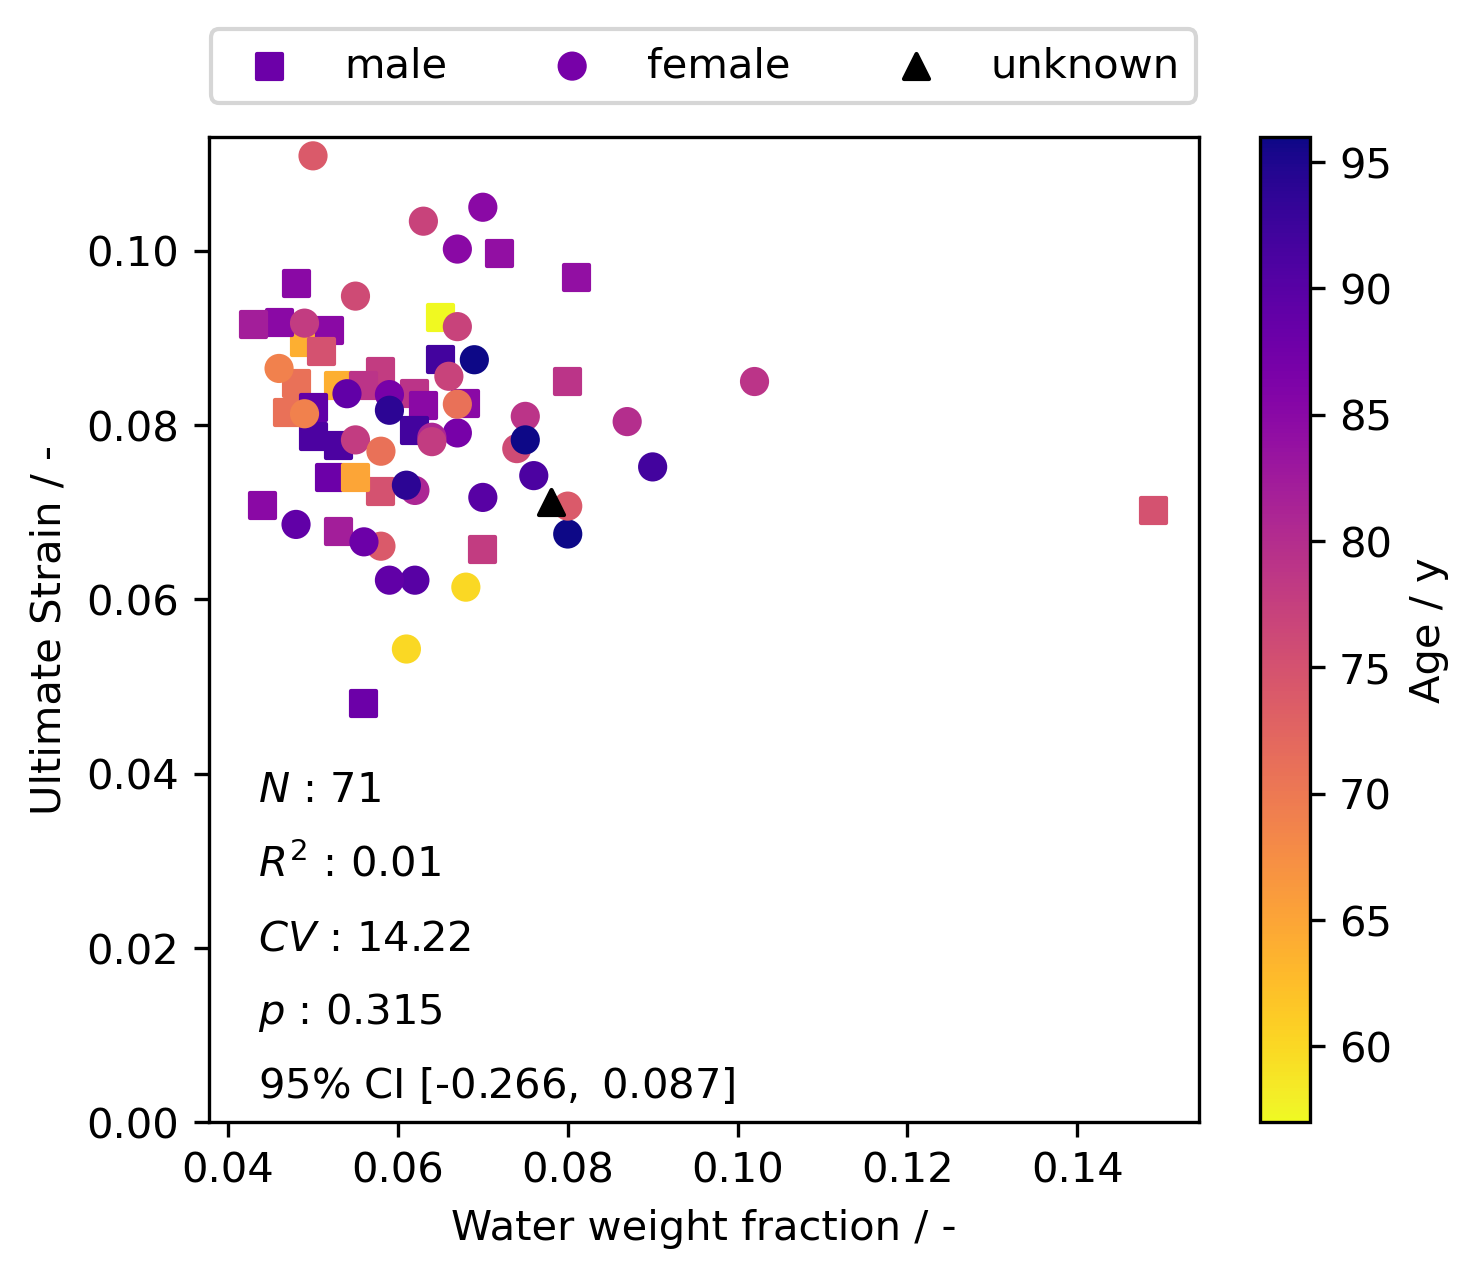 male female unknown
0.10
0.08
0.06
0.04
0.02
0.00
Ultimate Strain / -
N : 71
R² : 0.01
CV : 14.22
p : 0.315
95% CI [-0.266, 0.087]
0.04 0.06 0.08 0.10 0.12 0.14
Water weight fraction / -
95
90
85
80
75
70
65
60
Age / y